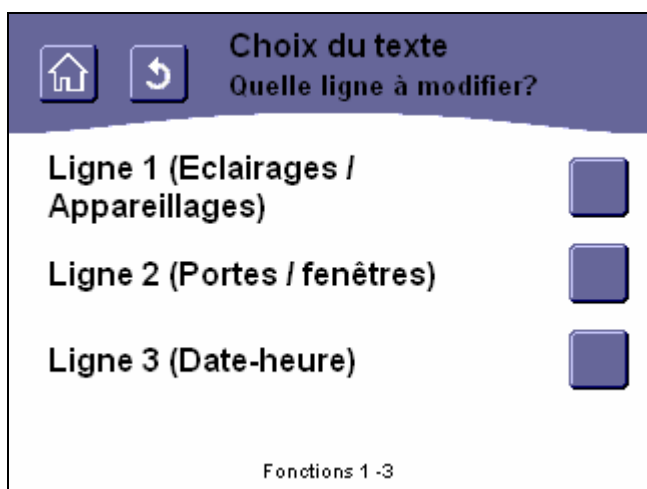 Choix du texte
Quelle ligne à modifier?
Ligne 1 (Eclairages /
Appareillages)
Ligne 2 (Portes / fenêtres)
Ligne 3 (Date-heure)
Fonctions 1 -3